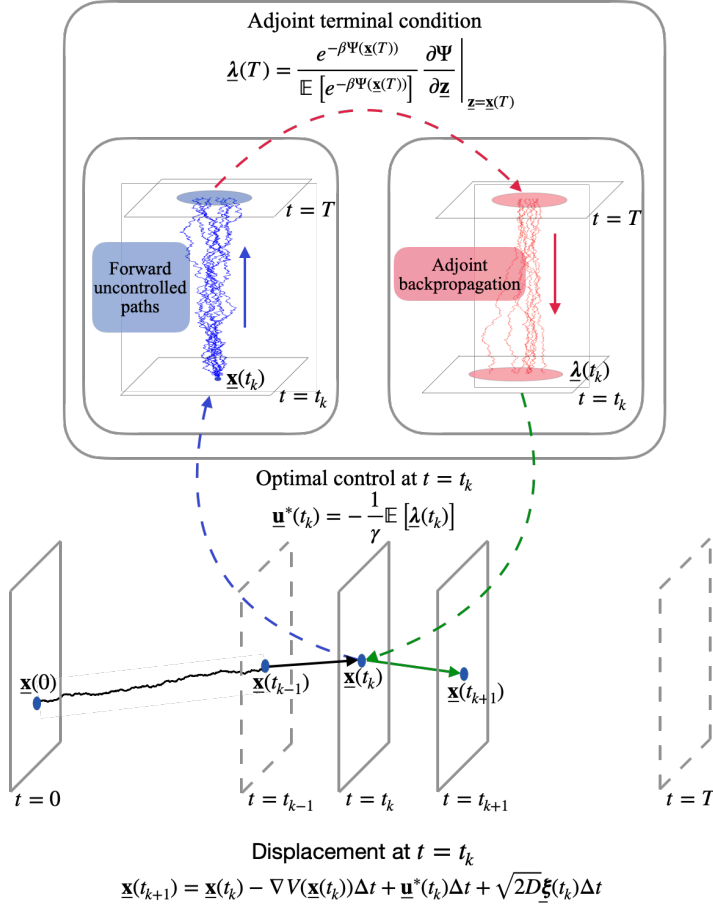 Adjoint terminal condition
λ(T) = e^{−βΨ(x(T))} / 𝔼 [e^{−βΨ(x(T))}] ∂Ψ/∂z |_{z=x(T)}
t = T
t = T
Forward
uncontrolled
paths
Adjoint
backpropagation
x(t_k)
t = t_k
λ(t_k)
t = t_k
Optimal control at t = t_k
u*(t_k) = − 1/γ 𝔼 [λ(t_k)]
x(0)
x(t_{k−1})
x(t_k)
x(t_{k+1})
t = 0
t = t_{k−1}
t = t_k
t = t_{k+1}
t = T
Displacement at t = t_k
x(t_{k+1}) = x(t_k) − ∇V(x(t_k))Δt + u*(t_k)Δt + √2D ξ(t_k)Δt